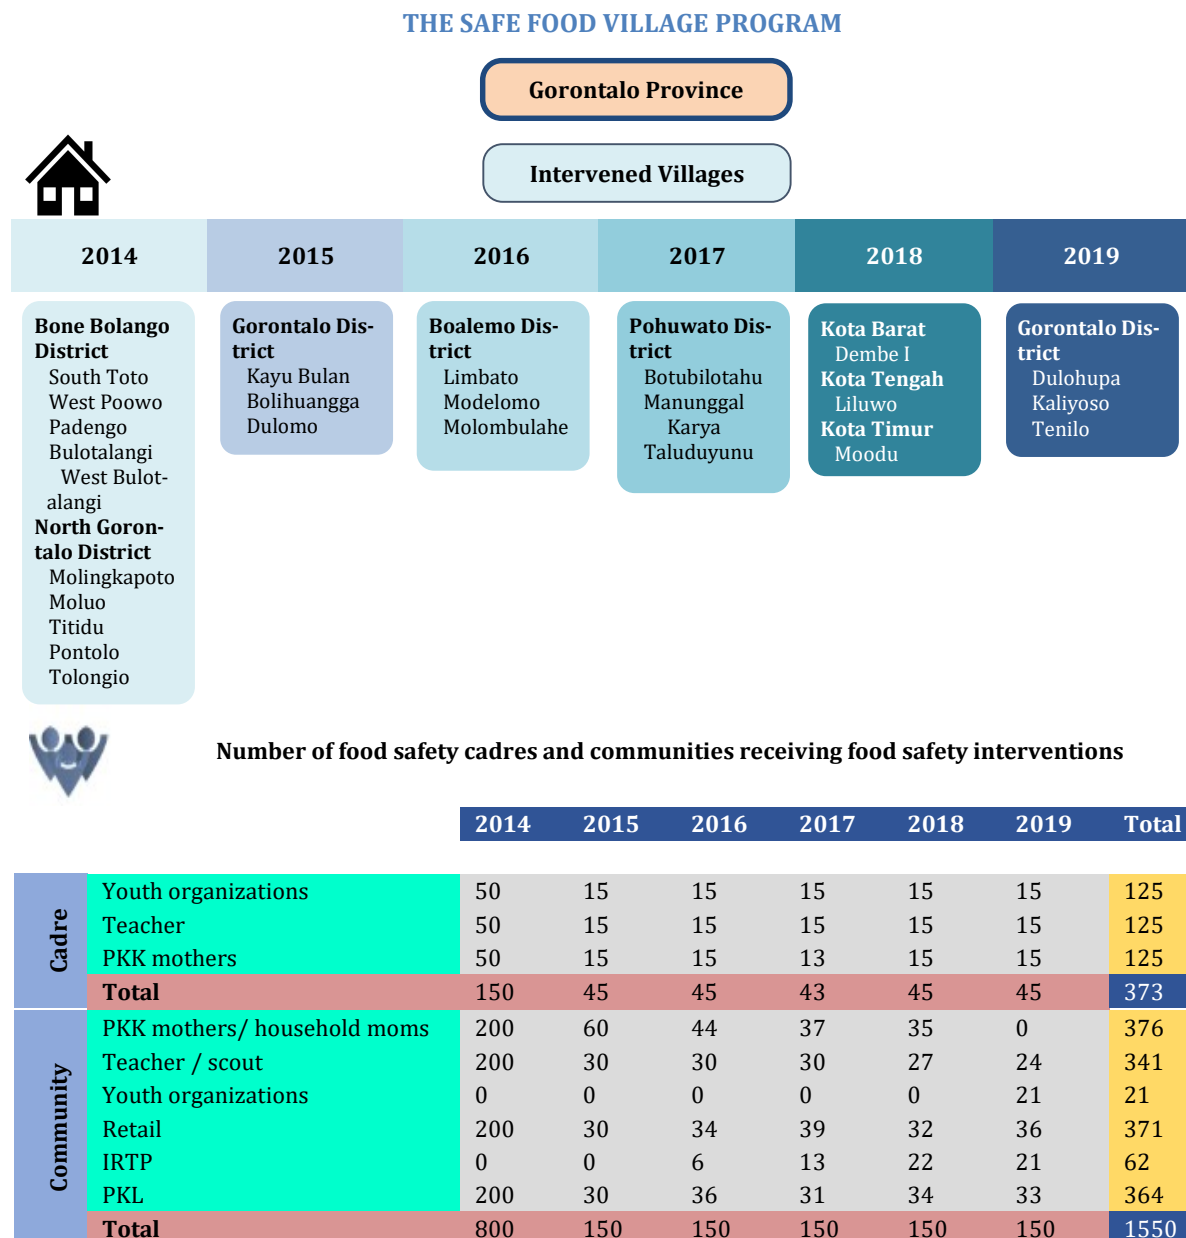 THE SAFE FOOD VILLAGE PROGRAM
Gorontalo Province
Intervened Villages
2014 2015 2016 2017 2018 2019
Bone Bolango
District
South Toto
West Poowo
Padengo
Bulotalangi
West Bulot-
alangi
North Goron-
talo District
Molingkapoto
Moluo
Titidu
Pontolo
Tolongio
Gorontalo Dis-
trict
Kayu Bulan
Bolihuangga
Dulomo
Boalemo Dis-
trict
Limbato
Modelomo
Molombulahe
Pohuwato Dis-
trict
Botubilotahu
Manunggal
Karya
Taluduyunu
Kota Barat
Dembe I
Kota Tengah
Liluwo
Kota Timur
Moodu
Gorontalo Dis-
trict
Dulohupa
Kaliyoso
Tenilo
Number of food safety cadres and communities receiving food safety interventions
2014 2015 2016 2017 2018 2019 Total
Cadre
Youth organizations 50 15 15 15 15 15 125
Teacher 50 15 15 15 15 15 125
PKK mothers 50 15 15 13 15 15 125
Total 150 45 45 43 45 45 373
Community
PKK mothers/ household moms 200 60 44 37 35 0 376
Teacher / scout 200 30 30 30 27 24 341
Youth organizations 0 0 0 0 0 21 21
Retail 200 30 34 39 32 36 371
IRTP 0 0 6 13 22 21 62
PKL 200 30 36 31 34 33 364
Total 800 150 150 150 150 150 1550